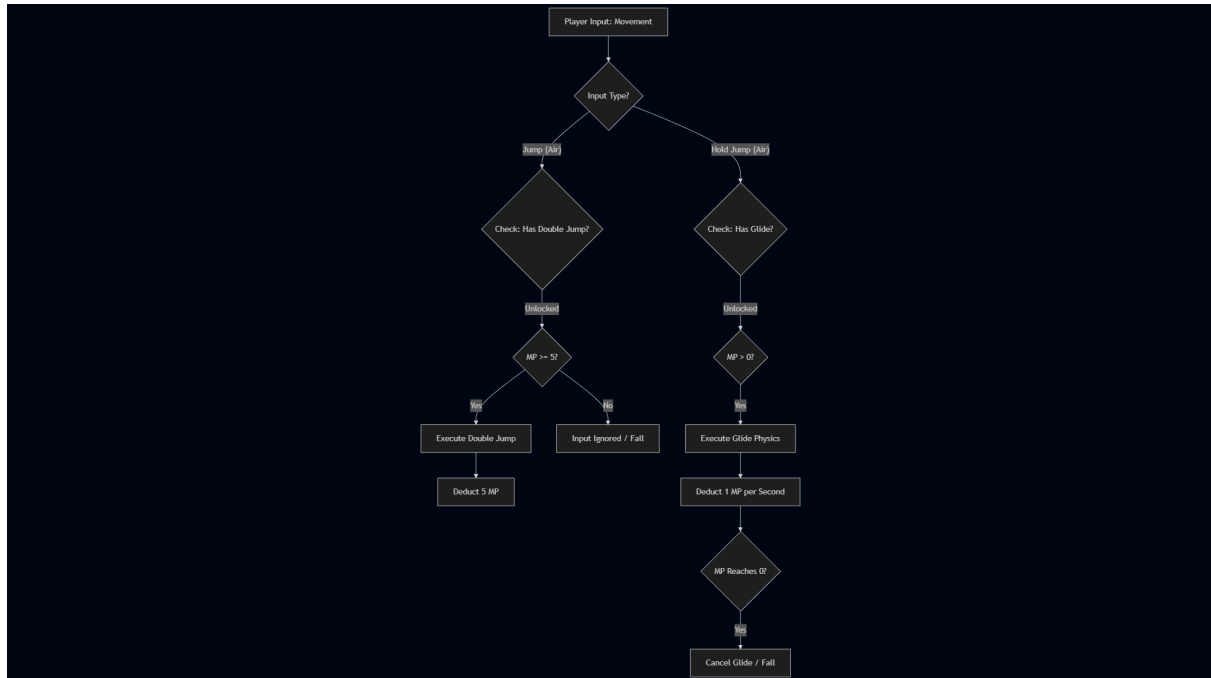 Player Input: Movement
Input Type?
Jump (Air)
Hold Jump (Air)
Check: Has Double Jump?
Check: Has Glide?
Unlocked
Unlocked
MP >= 5?
MP > 0?
Yes
No
Yes
Execute Double Jump
Input Ignored / Fall
Execute Glide Physics
Deduct 5 MP
Deduct 1 MP per Second
MP Reaches 0?
Yes
Cancel Glide / Fall